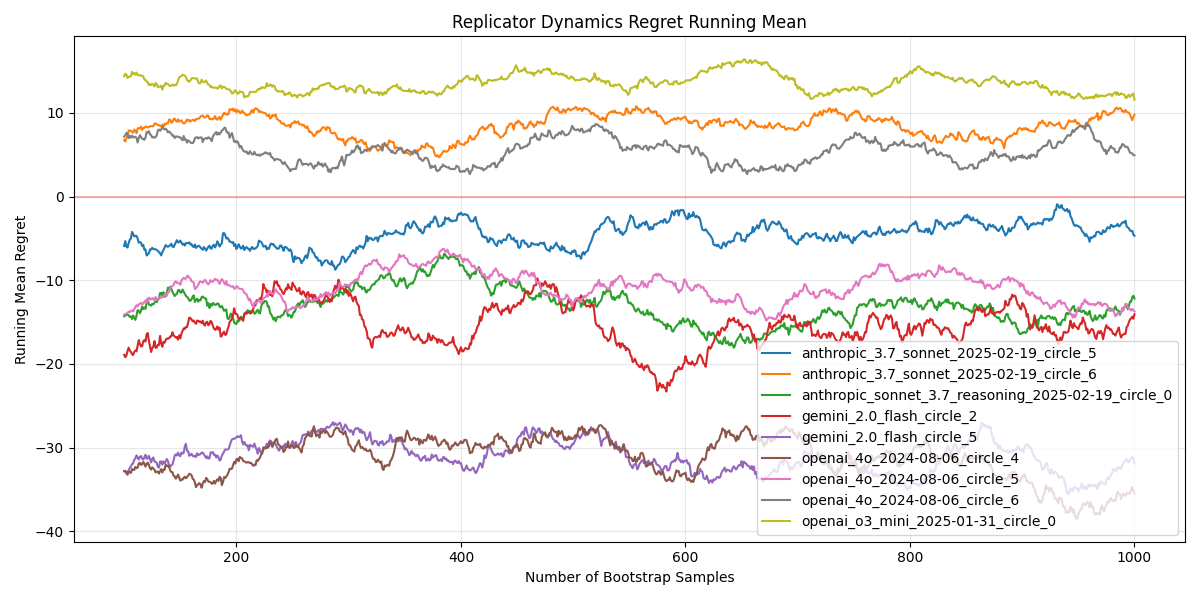 Replicator Dynamics Regret Running Mean
Running Mean Regret
10
0
−10
−20
−30
−40
200
400
600
800
1000
Number of Bootstrap Samples
anthropic_3.7_sonnet_2025-02-19_circle_5
anthropic_3.7_sonnet_2025-02-19_circle_6
anthropic_sonnet_3.7_reasoning_2025-02-19_circle_0
gemini_2.0_flash_circle_2
gemini_2.0_flash_circle_5
openai_4o_2024-08-06_circle_4
openai_4o_2024-08-06_circle_5
openai_4o_2024-08-06_circle_6
openai_o3_mini_2025-01-31_circle_0